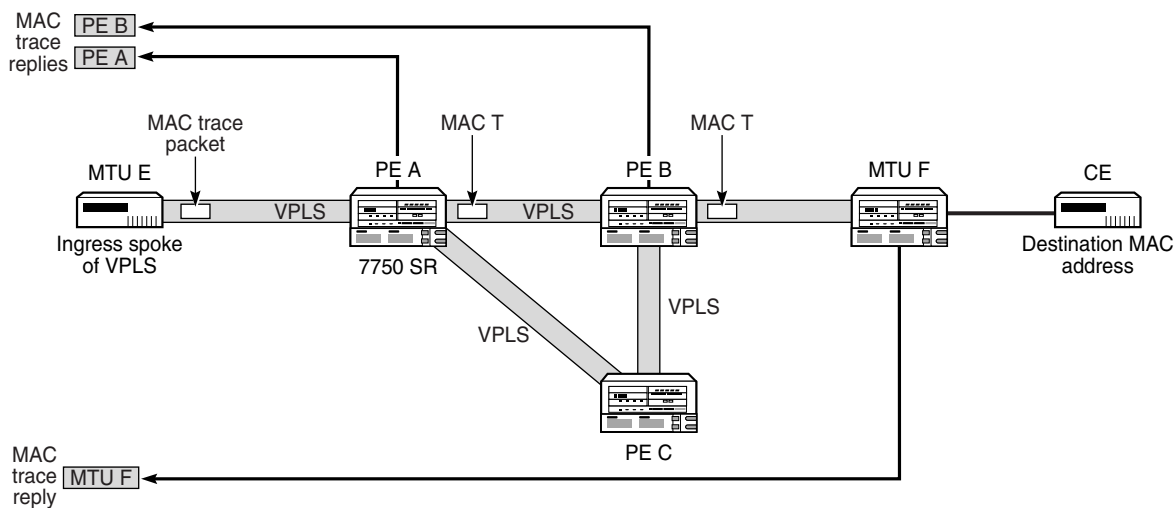 MAC
trace
replies
PE B
PE A
MAC trace
packet
MAC T
MAC T
MTU E
PE A
PE B
MTU F
CE
VPLS
VPLS
Ingress spoke
of VPLS
7750 SR
Destination MAC
address
VPLS
VPLS
PE C
MAC
trace
reply
MTU F